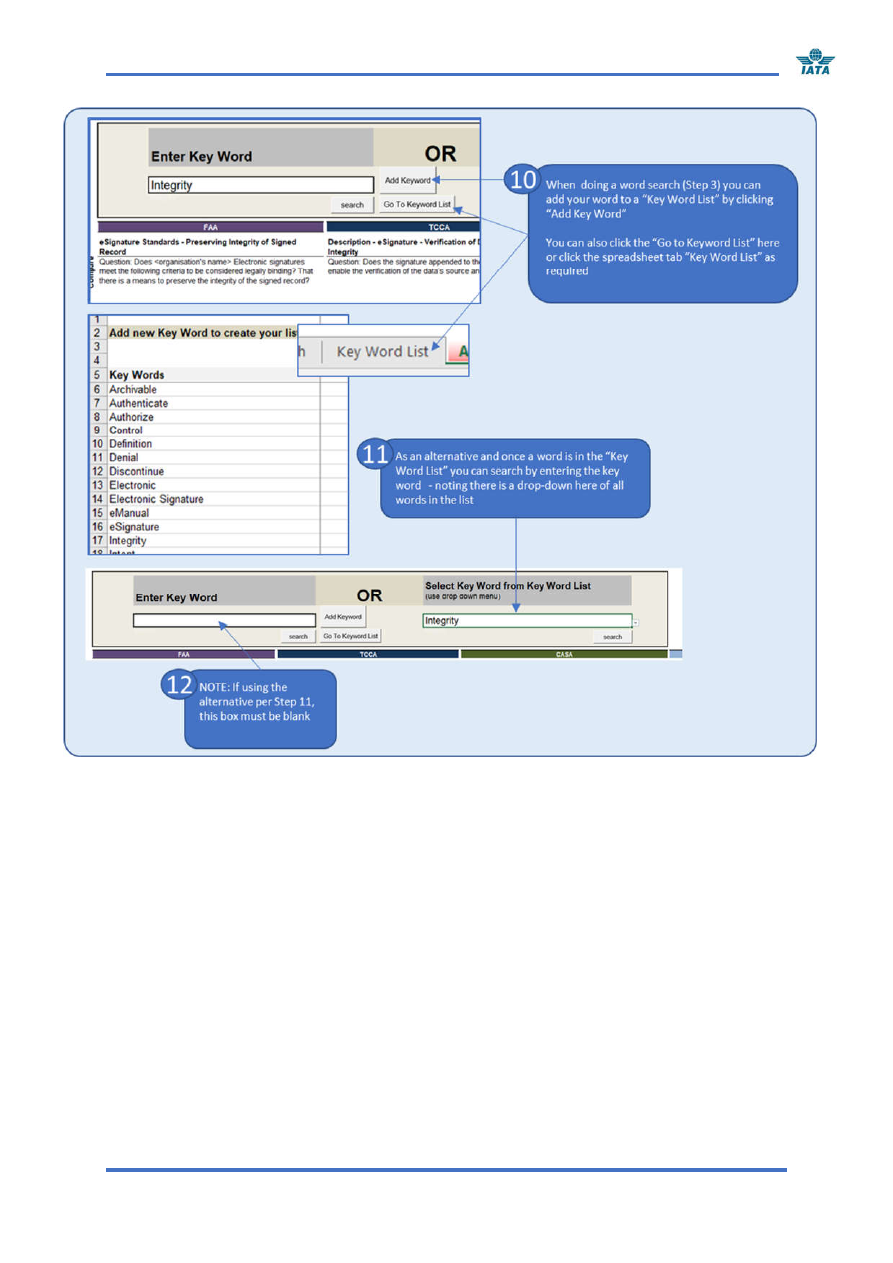 IATA
Enter Key Word
OR
Integrity
Add Keyword
search
Go To Keyword List
FAA
TCCA
Compare
eSignature Standards - Preserving Integrity of Signed
Record
Question: Does <organisation's name> Electronic signatures
meet the following criteria to be considered legally binding? That
there is a means to preserve the integrity of the signed record?
Description - eSignature - Verification of
Integrity
Question: Does the signature appended to the
enable the verification of the data's source an
10
When doing a word search (Step 3) you can
add your word to a "Key Word List" by clicking
"Add Key Word"
You can also click the "Go to Keyword List" here
or click the spreadsheet tab "Key Word List" as
required
1
2 Add new Key Word to create your lis
3
4
5 Key Words
6 Archivable
7 Authenticate
8 Authorize
9 Control
10 Definition
11 Denial
12 Discontinue
13 Electronic
14 Electronic Signature
15 eManual
16 eSignature
17 Integrity
18 Intent
h
Key Word List
A
11
As an alternative and once a word is in the "Key
Word List" you can search by entering the key
word - noting there is a drop-down here of all
words in the list
Enter Key Word
OR
Select Key Word from Key Word List
(use drop down menu)
Add Keyword
Integrity
search
Go To Keyword List
search
FAA
TCCA
CASA
12
NOTE: If using the
alternative per Step 11,
this box must be blank